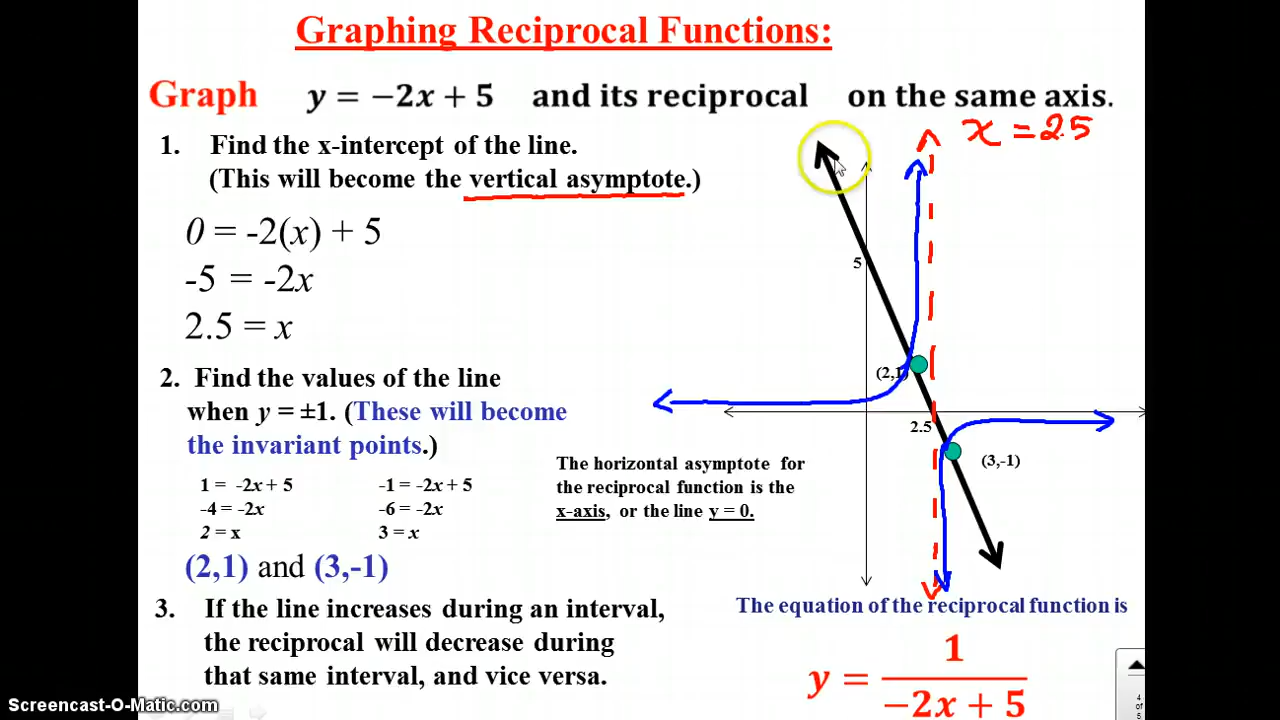 Graphing Reciprocal Functions:
Graph y = −2x + 5 and its reciprocal on the same axis.
x = 2.5
1. Find the x-intercept of the line.
(This will become the vertical asymptote.)
0 = -2(x) + 5
-5 = -2x
2.5 = x
2. Find the values of the line
when y = ±1. (These will become
the invariant points.)
1 = -2x + 5
-4 = -2x
2 = x
-1 = -2x + 5
-6 = -2x
3 = x
(2,1) and (3,-1)
3. If the line increases during an interval,
the reciprocal will decrease during
that same interval, and vice versa.
5
(2,1)
2.5
(3,-1)
The horizontal asymptote for
the reciprocal function is the
x-axis, or the line y = 0.
The equation of the reciprocal function is
y = 1 / −2x + 5
4
of
5
Screencast-O-Matic.com